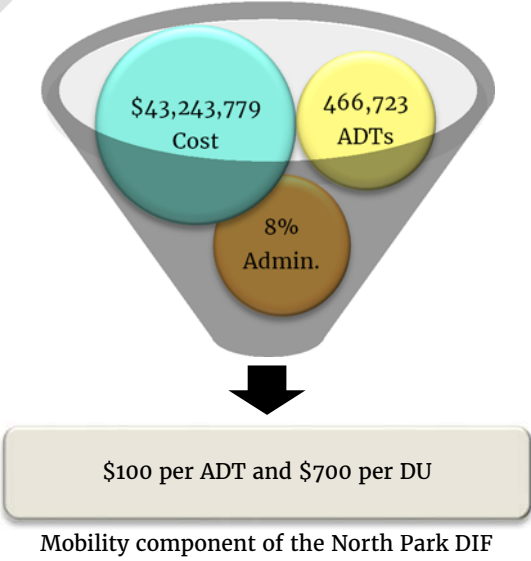 $43,243,779
Cost
466,723
ADTs
8%
Admin.
$100 per ADT and $700 per DU
Mobility component of the North Park DIF